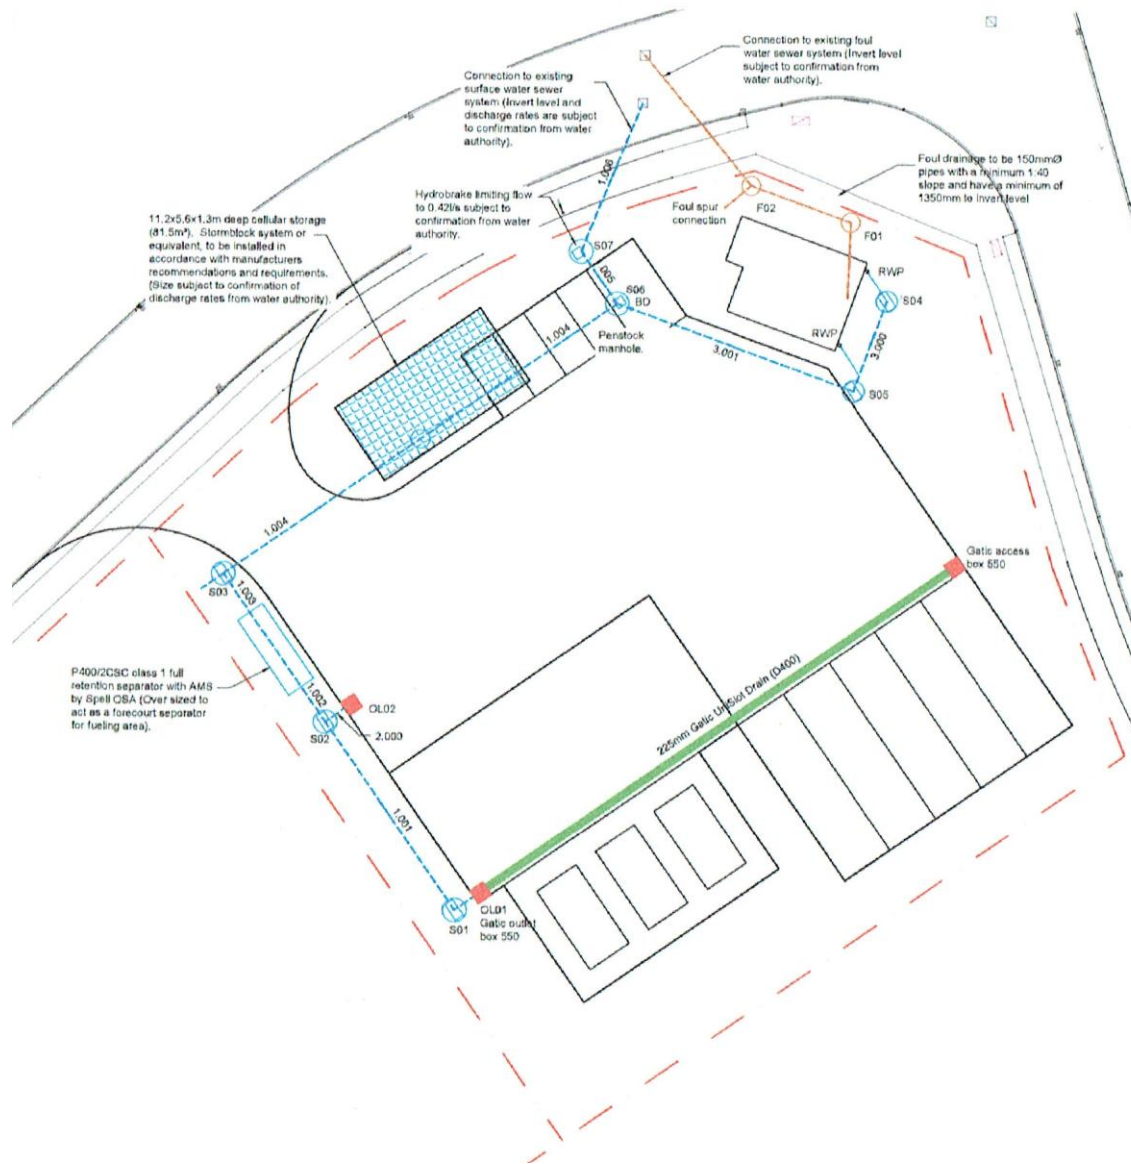 Connection to existing foul
water sewer system (Invert level
subject to confirmation from
water authority).
Connection to existing
surface water sewer
system (Invert level and
discharge rates are subject
to confirmation from water
authority).
1.006
Foul drainage to be 150mmØ
pipes with a minimum 1:40
slope and have a minimum of
1350mm to Invert level
Hydrobrake limiting flow
to 0.42l/s subject to
confirmation from water
authority.
Foul spur
connection
F02
F01
11,2x5,6x1,3m deep cellular storage
(81,5m³). Stormblock system or
equivalent, to be installed in
accordance with manufacturers
recommendations and requirements.
(Size subject to confirmation of
discharge rates from water authority).
S07
005
S06
BD
RWP
S04
Penstock
manhole.
1.004
RWP
3.001
3.000
S05
1.004
S03
1.003
Gatic access
box 550
P400/2CSC class 1 full
retention separator with AMS
by Spell OSA (Over sized to
act as a forecourt separator
for fueling area).
1.002
OL02
S02
2.000
225mm Gatic UniSlot Drain (D400)
1.001
S01
OL01
Gatic outlet
box 550